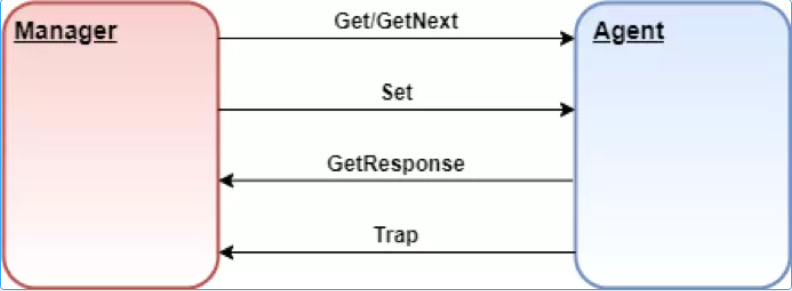 Manager
Get/GetNext
Agent
Set
GetResponse
Trap